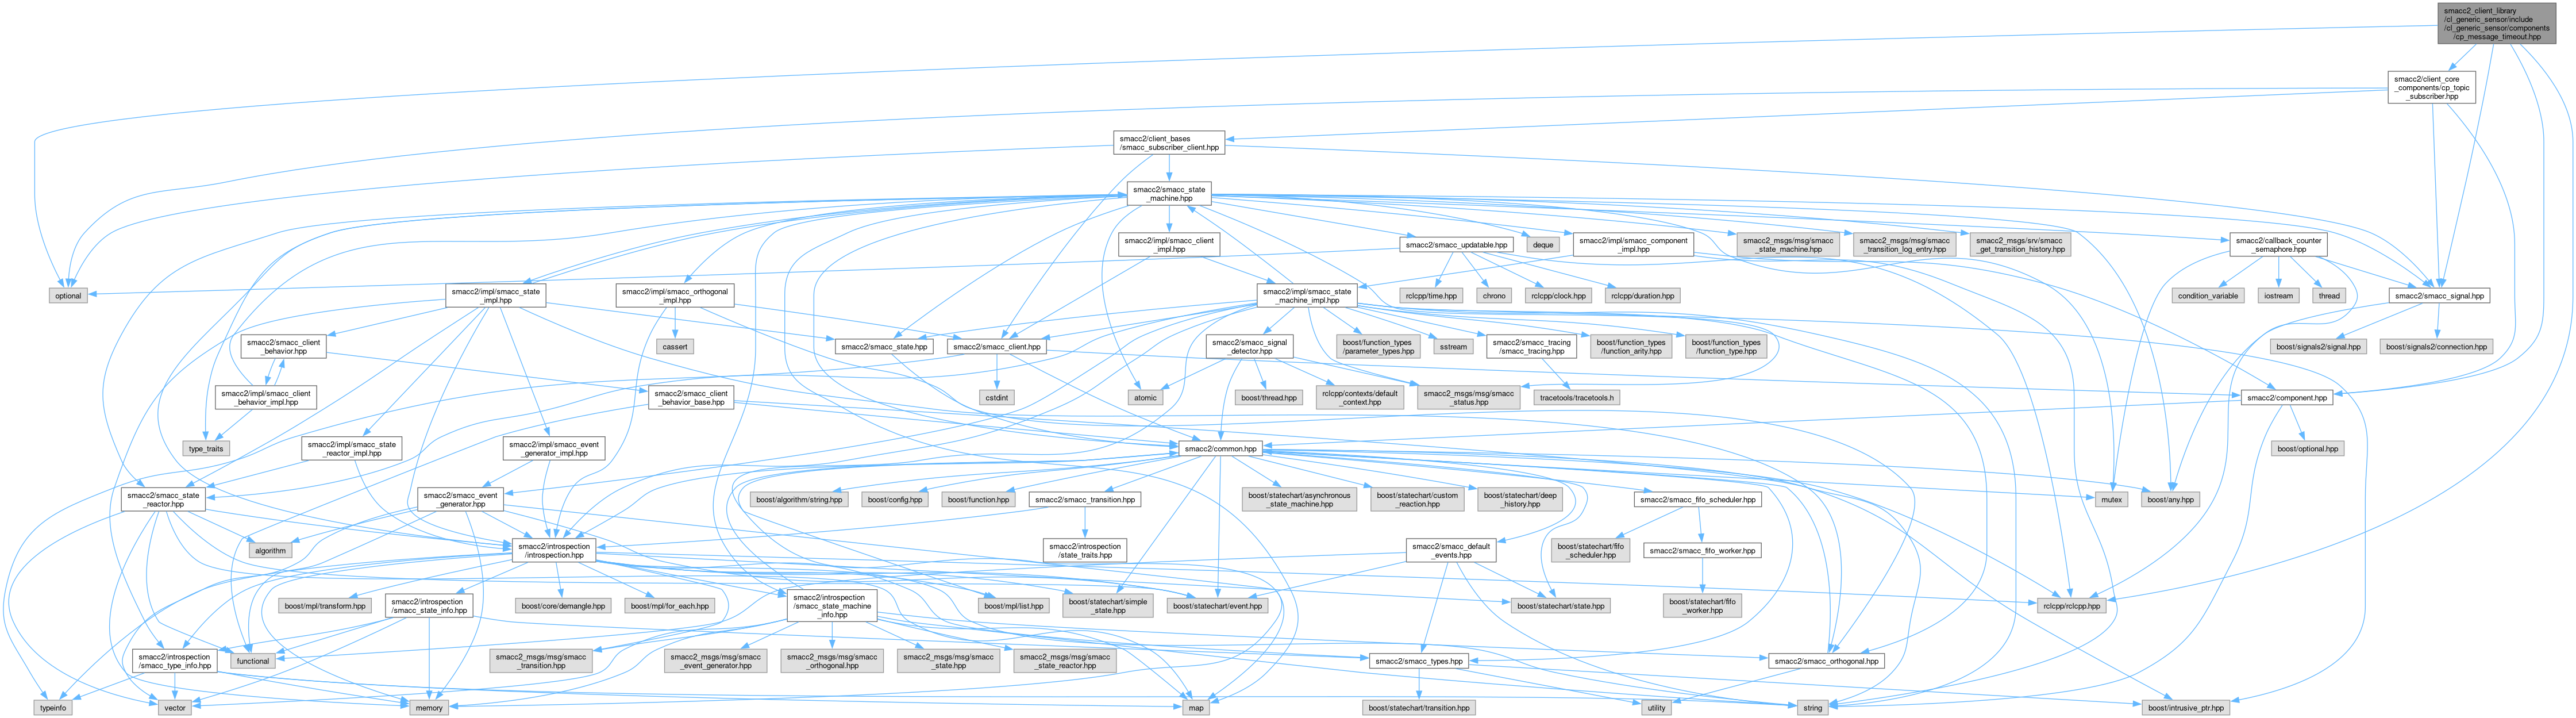 smacc2_client_library
/cl_generic_sensor/include
/cl_generic_sensor/components
/cp_message_timeout.hpp
smacc2/client_core
_components/cp_topic
_subscriber.hpp
smacc2/client_bases
/smacc_subscriber_client.hpp
smacc2/smacc_state
_machine.hpp
smacc2/impl/smacc_client
_impl.hpp
smacc2/smacc_updatable.hpp
deque
smacc2/impl/smacc_component
_impl.hpp
smacc2_msgs/msg/smacc
_state_machine.hpp
smacc2_msgs/msg/smacc
_transition_log_entry.hpp
smacc2_msgs/srv/smacc
_get_transition_history.hpp
smacc2/callback_counter
_semaphore.hpp
optional
smacc2/impl/smacc_state
_impl.hpp
smacc2/impl/smacc_orthogonal
_impl.hpp
smacc2/impl/smacc_state
_machine_impl.hpp
rclcpp/time.hpp
chrono
rclcpp/clock.hpp
rclcpp/duration.hpp
condition_variable
iostream
thread
smacc2/smacc_signal.hpp
smacc2/smacc_client
_behavior.hpp
cassert
smacc2/smacc_state.hpp
smacc2/smacc_client.hpp
smacc2/smacc_signal
_detector.hpp
boost/function_types
/parameter_types.hpp
sstream
smacc2/smacc_tracing
/smacc_tracing.hpp
boost/function_types
/function_arity.hpp
boost/function_types
/function_type.hpp
boost/signals2/signal.hpp
boost/signals2/connection.hpp
smacc2/impl/smacc_client
_behavior_impl.hpp
smacc2/smacc_client
_behavior_base.hpp
cstdint
atomic
boost/thread.hpp
rclcpp/contexts/default
_context.hpp
smacc2_msgs/msg/smacc
_status.hpp
tracetools/tracetools.h
smacc2/component.hpp
type_traits
smacc2/impl/smacc_state
_reactor_impl.hpp
smacc2/impl/smacc_event
_generator_impl.hpp
smacc2/common.hpp
boost/optional.hpp
smacc2/smacc_state
_reactor.hpp
smacc2/smacc_event
_generator.hpp
boost/algorithm/string.hpp
boost/config.hpp
boost/function.hpp
smacc2/smacc_transition.hpp
boost/statechart/asynchronous
_state_machine.hpp
boost/statechart/custom
_reaction.hpp
boost/statechart/deep
_history.hpp
smacc2/smacc_fifo_scheduler.hpp
mutex
boost/any.hpp
algorithm
smacc2/introspection
/introspection.hpp
smacc2/introspection
/state_traits.hpp
smacc2/smacc_default
_events.hpp
boost/statechart/fifo
_scheduler.hpp
smacc2/smacc_fifo_worker.hpp
boost/mpl/transform.hpp
smacc2/introspection
/smacc_state_info.hpp
boost/core/demangle.hpp
boost/mpl/for_each.hpp
smacc2/introspection
/smacc_state_machine
_info.hpp
boost/mpl/list.hpp
boost/statechart/simple
_state.hpp
boost/statechart/event.hpp
boost/statechart/state.hpp
boost/statechart/fifo
_worker.hpp
rclcpp/rclcpp.hpp
smacc2/introspection
/smacc_type_info.hpp
functional
smacc2_msgs/msg/smacc
_transition.hpp
smacc2_msgs/msg/smacc
_event_generator.hpp
smacc2_msgs/msg/smacc
_orthogonal.hpp
smacc2_msgs/msg/smacc
_state.hpp
smacc2_msgs/msg/smacc
_state_reactor.hpp
smacc2/smacc_types.hpp
smacc2/smacc_orthogonal.hpp
typeinfo
vector
memory
map
boost/statechart/transition.hpp
utility
string
boost/intrusive_ptr.hpp